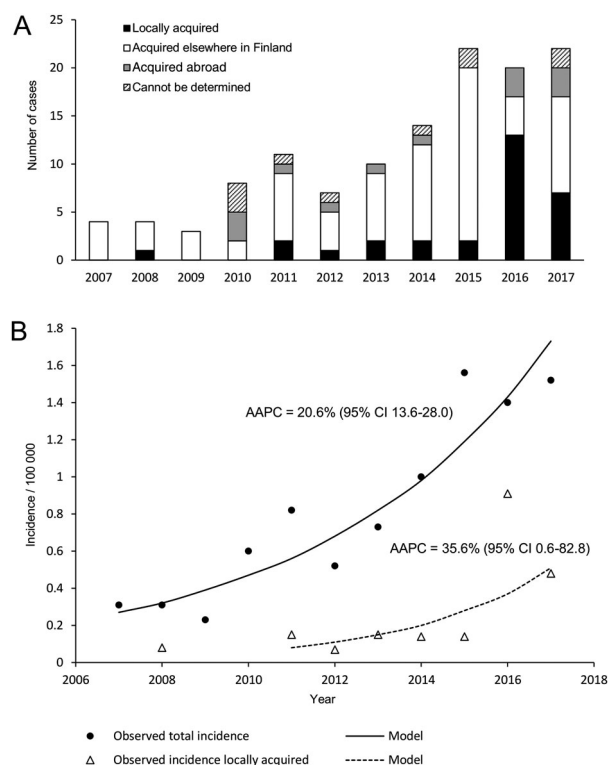 A
25
20
15
10
5
0
Number of cases
Locally acquired
Acquired elsewhere in Finland
Acquired abroad
Cannot be determined
2007 2008 2009 2010 2011 2012 2013 2014 2015 2016 2017
B
1.8
1.6
1.4
1.2
1
0.8
0.6
0.4
0.2
0
Incidence / 100 000
AAPC = 20.6% (95% CI 13.6-28.0)
AAPC = 35.6% (95% CI 0.6-82.8)
2006 2008 2010 2012 2014 2016 2018
Year
Observed total incidence Model
Observed incidence locally acquired Model